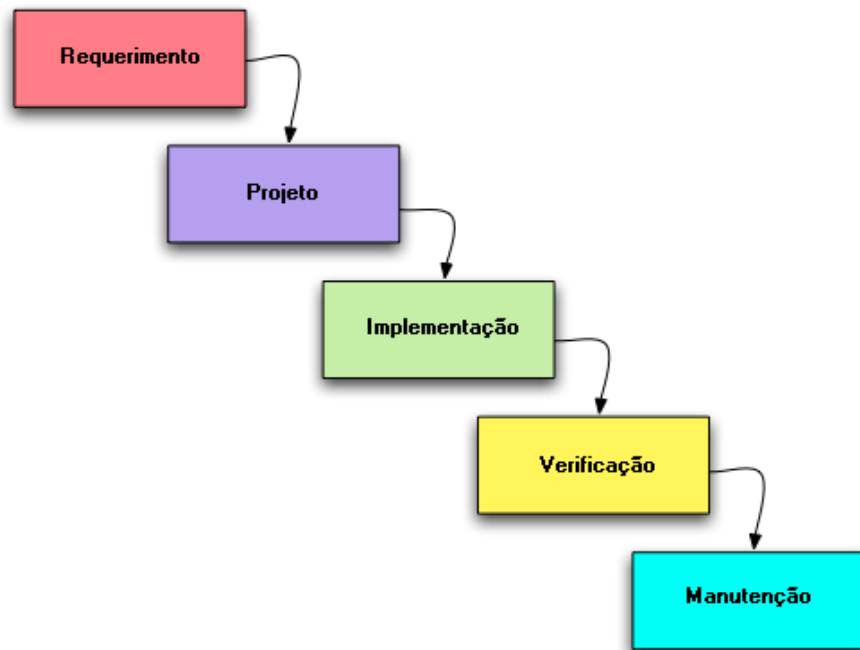 Requerimento
Projeto
Implementação
Verificação
Manutenção